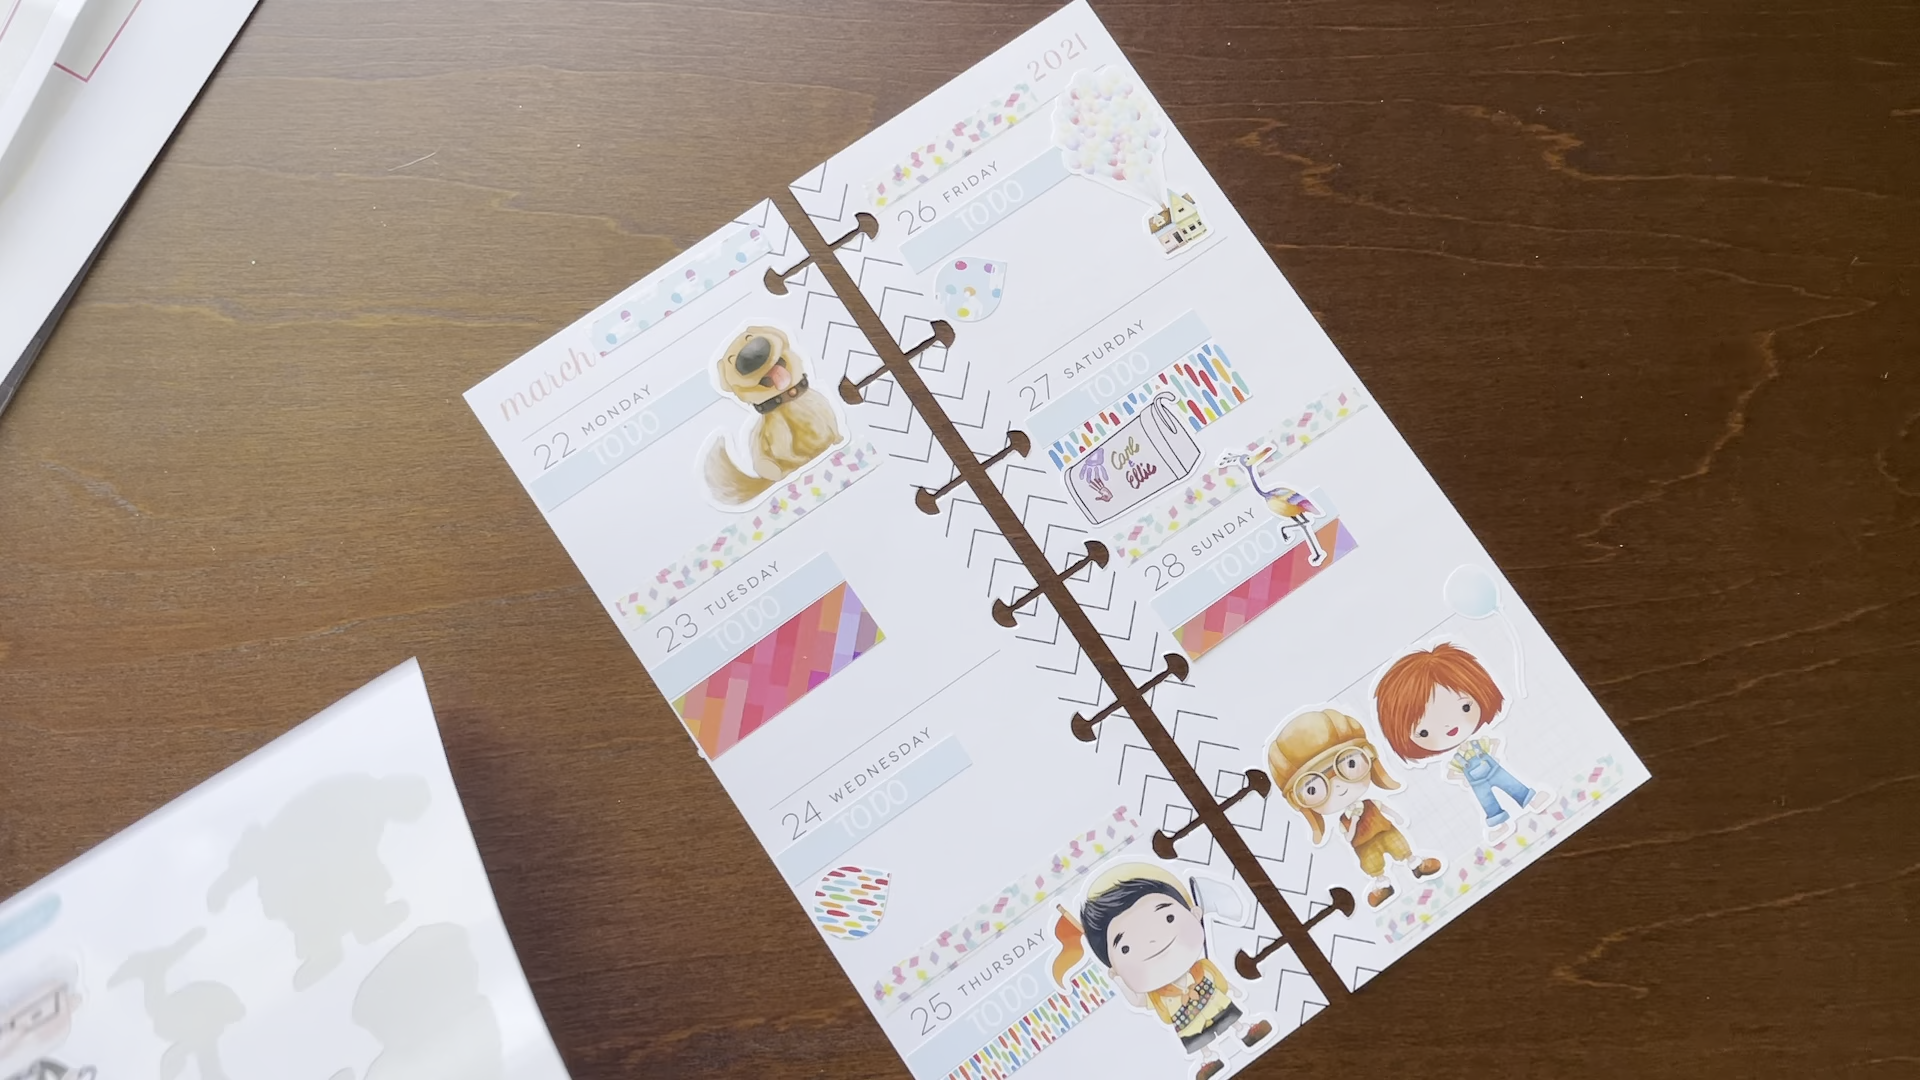 march
22 MONDAY
TO DO
23 TUESDAY
TO DO
24 WEDNESDAY
TO DO
25 THURSDAY
TO DO
2021
26 FRIDAY
TO DO
27 SATURDAY
TO DO
Carl &
Ellie
28 SUNDAY
TO DO